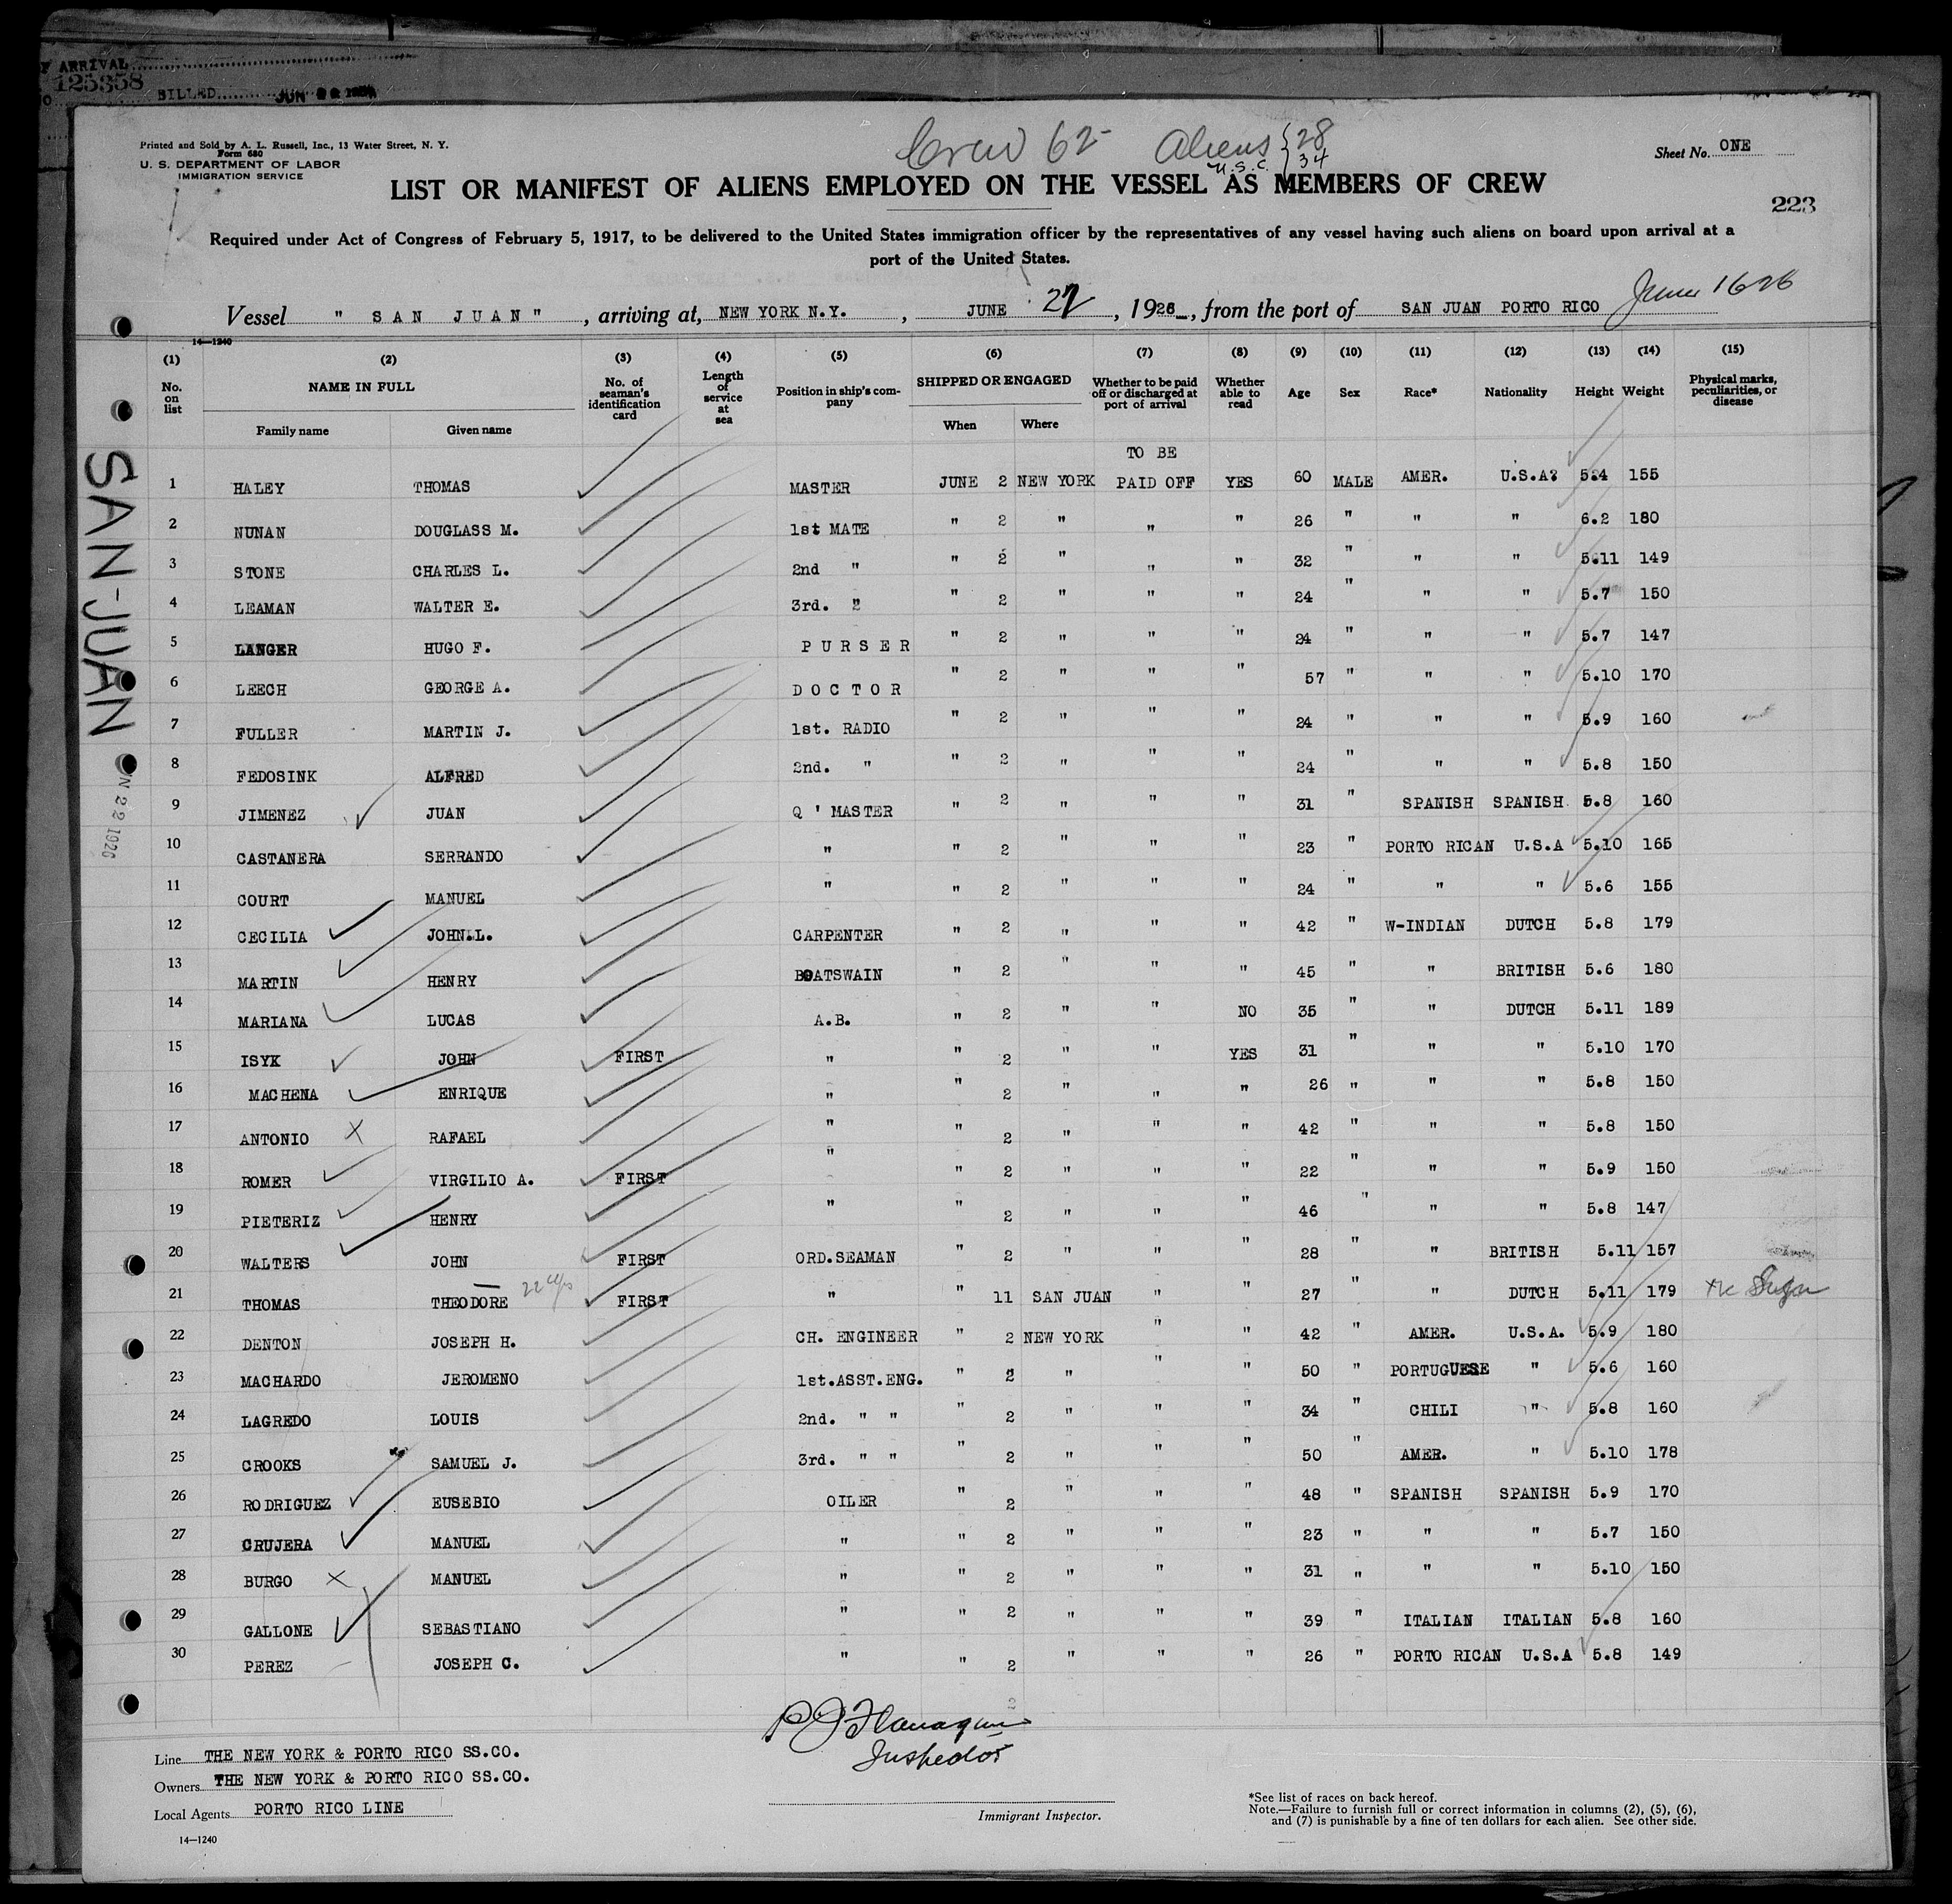 F ARRIVAL
125358
BILLED JUN 22 1926
Printed and Sold by A. L. Russell, Inc., 13 Water Street, N. Y.
Form 680
U. S. DEPARTMENT OF LABOR
IMMIGRATION SERVICE
Crew 62 Aliens 28
U.S.C. 34
Sheet No. ONE
LIST OR MANIFEST OF ALIENS EMPLOYED ON THE VESSEL AS MEMBERS OF CREW
223
Required under Act of Congress of February 5, 1917, to be delivered to the United States immigration officer by the representatives of any vessel having such aliens on board upon arrival at a
port of the United States.
Vessel " SAN JUAN ", arriving at, NEW YORK N.Y., JUNE 22, 1926, from the port of SAN JUAN PORTO RICO June 16 26
14—1240
(1) (2) (3) (4) (5) (6) (7) (8) (9) (10) (11) (12) (13) (14) (15)
No. on list NAME IN FULL No. of seaman's identification card Length of service at sea Position in ship's company SHIPPED OR ENGAGED Whether to be paid off or discharged at port of arrival Whether able to read Age Sex Race* Nationality Height Weight Physical marks, peculiarities, or disease
Family name Given name When Where
TO BE
1 HALEY THOMAS MASTER JUNE 2 NEW YORK PAID OFF YES 60 MALE AMER. U.S.A. 5.4 155
2 NUNAN DOUGLASS M. 1st MATE " 2 " " " 26 " " " 6.2 180
3 STONE CHARLES L. 2nd " " 2 " " " 32 " " " 5.11 149
4 LEAMAN WALTER E. 3rd. " " 2 " " " 24 " " " 5.7 150
5 LANGER HUGO F. PURSER " 2 " " " 24 " " " 5.7 147
6 LEECH GEORGE A. DOCTOR " 2 " " " 57 " " " 5.10 170
7 FULLER MARTIN J. 1st. RADIO " 2 " " " 24 " " " 5.9 160
8 FEDOSINK ALFRED 2nd. " " 2 " " " 24 " " " 5.8 150
9 JIMENEZ JUAN Q ' MASTER " 2 " " " 31 " SPANISH SPANISH 5.8 160
10 CASTANERA SERRANDO " " 2 " " " 23 " PORTO RICAN U.S.A 5.10 165
11 COURT MANUEL " " 2 " " " 24 " " " 5.6 155
12 CECILIA JOHN.L. CARPENTER " 2 " " " 42 " W-INDIAN DUTCH 5.8 179
13 MARTIN HENRY BOATSWAIN " 2 " " " 45 " " BRITISH 5.6 180
14 MARIANA LUCAS A.B. " 2 " " NO 35 " " DUTCH 5.11 189
15 ISYK JOHN FIRST " " 2 " " YES 31 " " " 5.10 170
16 MACHENA ENRIQUE " " 2 " " " 26 " " " 5.8 150
17 ANTONIO RAFAEL " " 2 " " " 42 " " " 5.8 150
18 ROMER VIRGILIO A. FIRST " " 2 " " " 22 " " " 5.9 150
19 PIETERIZ HENRY " " 2 " " " 46 " " " 5.8 147
20 WALTERS JOHN FIRST ORD.SEAMAN " 2 " " " 28 " " BRITISH 5.11 157
21 THOMAS THEODORE FIRST " " 11 SAN JUAN " " 27 " " DUTCH 5.11 179
22 DENTON JOSEPH H. CH. ENGINEER " 2 NEW YORK " " 42 " AMER. U.S.A. 5.9 180
23 MACHARDO JEROMENO 1st.ASST.ENG. " 2 " " " 50 " PORTUGUESE " 5.6 160
24 LAGREDO LOUIS 2nd. " " " 2 " " " 34 " CHILI " 5.8 160
25 CROOKS SAMUEL J. 3rd. " " " 2 " " " 50 " AMER. " 5.10 178
26 RODRIGUEZ EUSEBIO OILER " 2 " " " 48 " SPANISH SPANISH 5.9 170
27 CRUJERA MANUEL " " 2 " " " 23 " " " 5.7 150
28 BURGO MANUEL " " 2 " " " 31 " " " 5.10 150
29 GALLONE SEBASTIANO " " 2 " " " 39 " ITALIAN ITALIAN 5.8 160
30 PEREZ JOSEPH C. " " 2 " " " 26 " PORTO RICAN U.S.A 5.8 149
SAN-JUAN
N 22 1926
P J Flanagan
Inspector
Line THE NEW YORK & PORTO RICO SS.CO.
Owners THE NEW YORK & PORTO RICO SS.CO.
Local Agents PORTO RICO LINE
14—1240
Immigrant Inspector.
*See list of races on back hereof.
Note.—Failure to furnish full or correct information in columns (2), (5), (6),
and (7) is punishable by a fine of ten dollars for each alien. See other side.